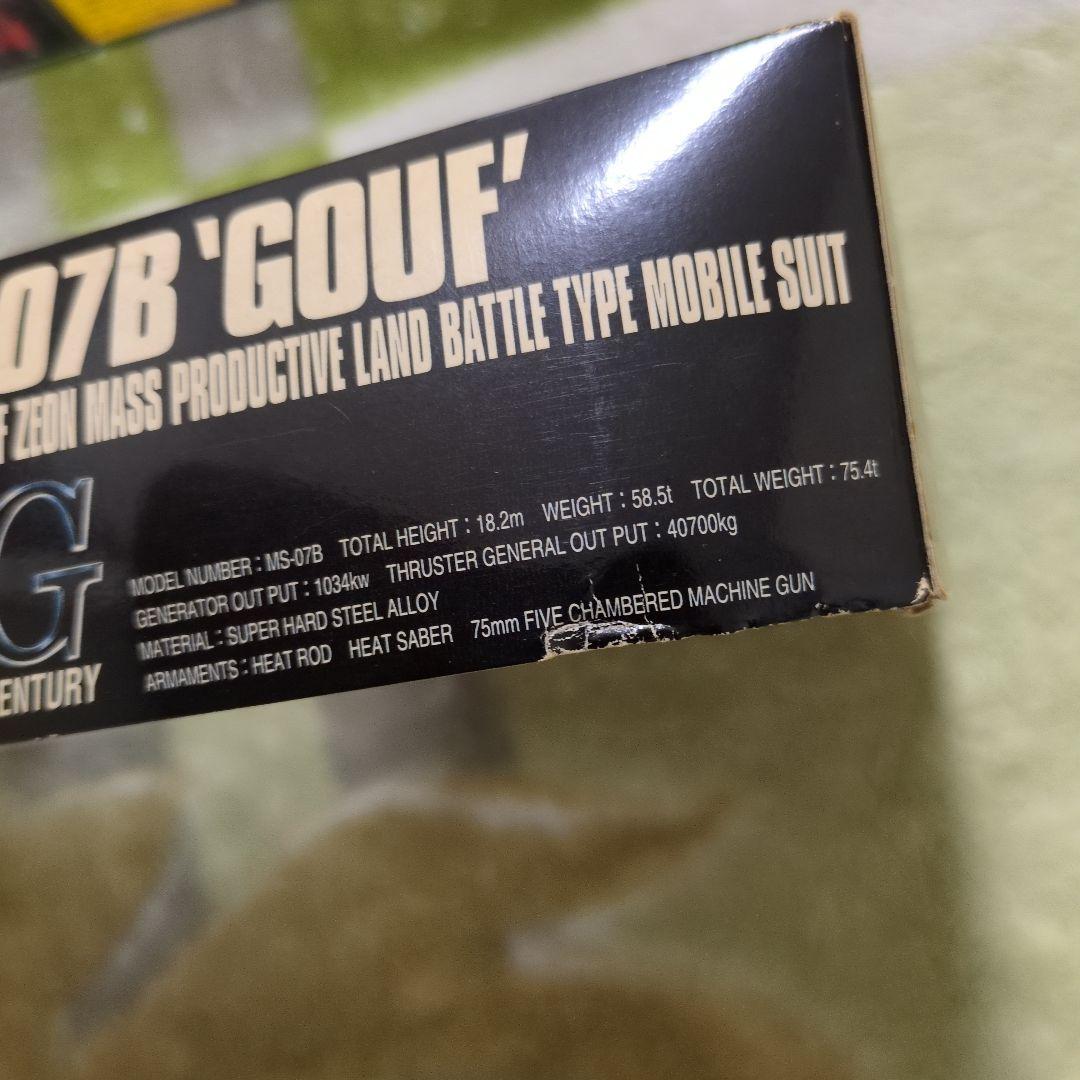 07B 'GOUF'
F ZEON MASS PRODUCTIVE LAND BATTLE TYPE MOBILE SUIT
G
ENTURY
MODEL NUMBER : MS-07B TOTAL HEIGHT : 18.2m WEIGHT : 58.5t TOTAL WEIGHT : 75.4t
GENERATOR OUT PUT : 1034kw THRUSTER GENERAL OUT PUT : 40700kg
MATERIAL : SUPER HARD STEEL ALLOY
ARMAMENTS : HEAT ROD HEAT SABER 75mm FIVE CHAMBERED MACHINE GUN